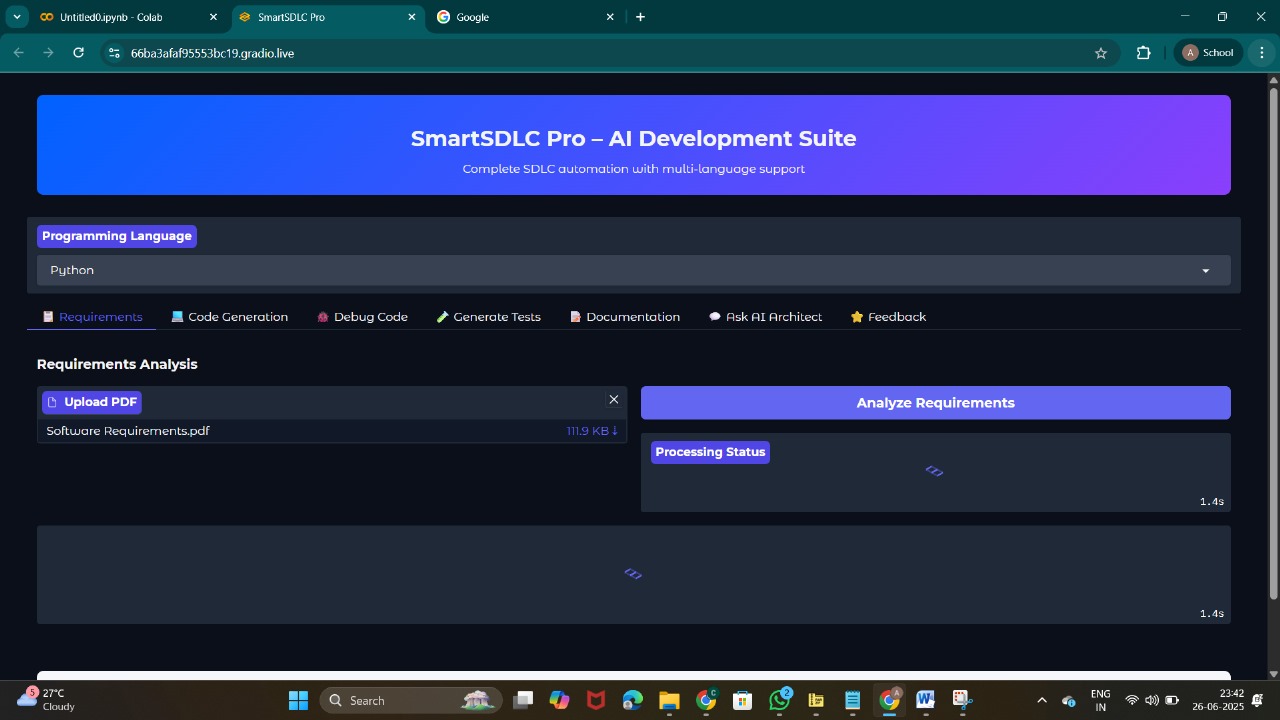 Untitled0.ipynb - Colab
SmartSDLC Pro
Google
66ba3afaf95553bc19.gradio.live
A
School
SmartSDLC Pro – AI Development Suite
Complete SDLC automation with multi-language support
Programming Language
Python
Requirements
Code Generation
Debug Code
Generate Tests
Documentation
Ask AI Architect
Feedback
Requirements Analysis
Upload PDF
Software Requirements.pdf
111.9 KB ↓
Analyze Requirements
Processing Status
1.4s
1.4s
5
27°C
Cloudy
Search
C
2
A
ENG
IN
23:42
26-06-2025